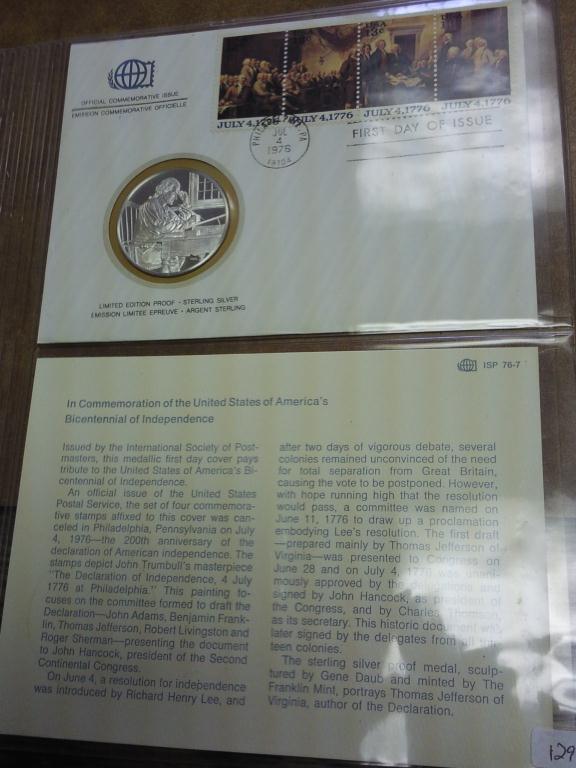 OFFICIAL COMMEMORATIVE ISSUE
EMISSION COMMEMORATIVE OFFICIELLE
USA
13c
JULY 4, 1776 JULY 4, 1776 JULY 4, 1776 JULY 4, 1776
JUL
4
1976
19104
FIRST DAY OF ISSUE
LIMITED EDITION PROOF - STERLING SILVER
EMISSION LIMITEE EPREUVE - ARGENT STERLING
ISP 76-7
In Commemoration of the United States of America's
Bicentennial of Independence
Issued by the International Society of Post-
masters, this medallic first day cover pays
tribute to the United States of America's Bi-
centennial of Independence.
An official issue of the United States
Postal Service, the set of four commemora-
tive stamps affixed to this cover was can-
celed in Philadelphia, Pennsylvania on July
4, 1976—the 200th anniversary of the
declaration of American independence. The
stamps depict John Trumbull's masterpiece
"The Declaration of Independence, 4 July
1776 at Philadelphia." This painting fo-
cuses on the committee formed to draft the
Declaration—John Adams, Benjamin Frank-
lin, Thomas Jefferson, Robert Livingston and
Roger Sherman—presenting the document
to John Hancock, president of the Second
Continental Congress.
On June 4, a resolution for independence
was introduced by Richard Henry Lee, and
after two days of vigorous debate, several
colonies remained unconvinced of the need
for total separation from Great Britain,
causing the vote to be postponed. However,
with hope running high that the resolution
would pass, a committee was named on
June 11, 1776 to draw up a proclamation
embodying Lee's resolution. The first draft
—prepared mainly by Thomas Jefferson of
Virginia—was presented to Congress on
June 28 and on July 4, 1776 was unani-
mously approved by the and
signed by John Hancock, as president of
the Congress, and by Charles
as its secretary. This historic document was
later signed by the delegates from all thir-
teen colonies.
The sterling silver proof medal, sculp-
tured by Gene Daub and minted by The
Franklin Mint, portrays Thomas Jefferson of
Virginia, author of the Declaration.
129